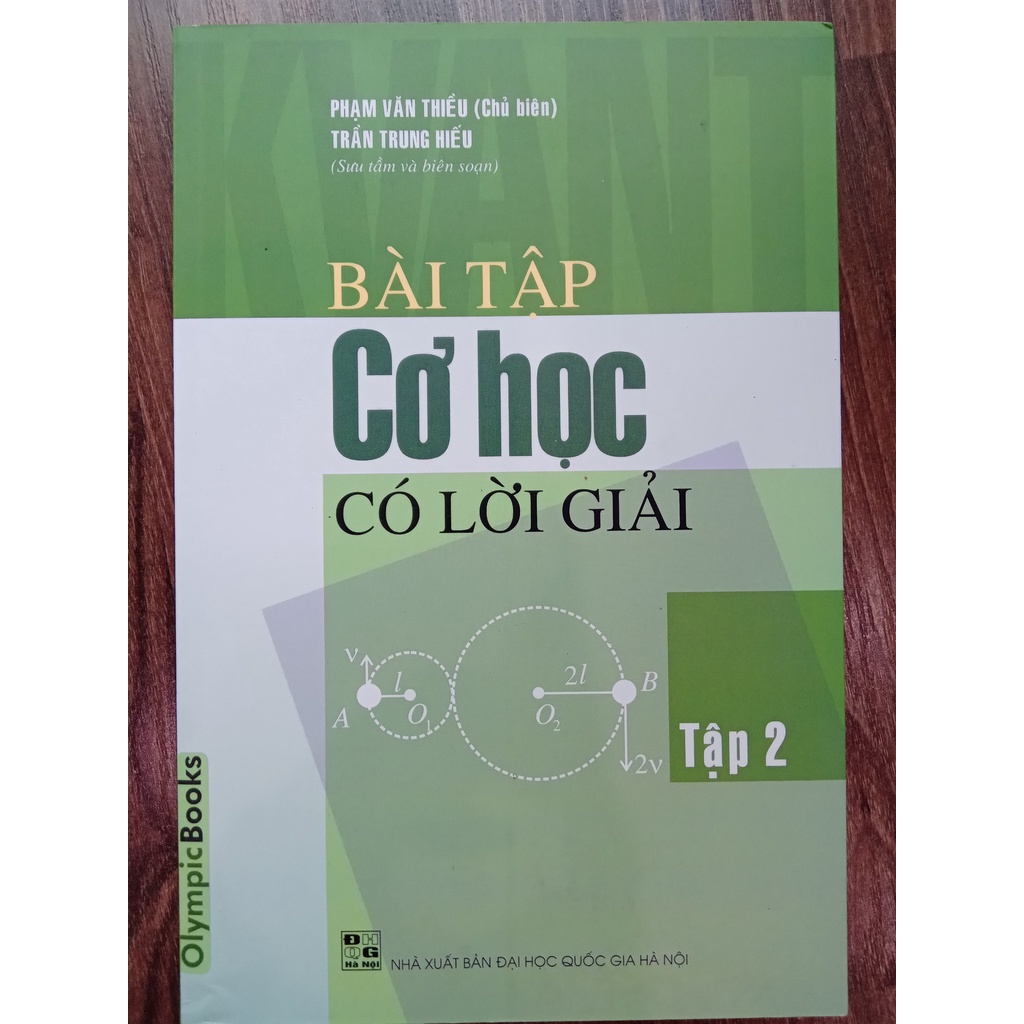 KVANT
PHẠM VĂN THIỀU (Chủ biên)
TRẦN TRUNG HIẾU
(Sưu tầm và biên soạn)
BÀI TẬP
Cơ học
CÓ LỜI GIẢI
v
l
A
O1
2l
B
O2
2v
Tập 2
OlympicBooks
ĐH
QG
Hà Nội
NHÀ XUẤT BẢN ĐẠI HỌC QUỐC GIA HÀ NỘI